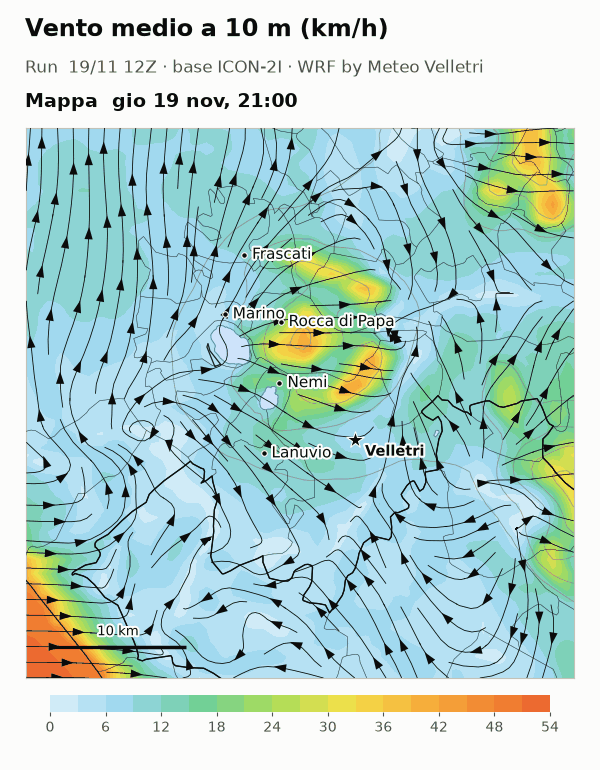 Vento medio a 10 m (km/h)
Run 19/11 12Z · base ICON-2I · WRF by Meteo Velletri
Mappa gio 19 nov, 21:00
Frascati
Marino
Rocca di Papa
Nemi
Velletri
Lanuvio
10 km
0 6 12 18 24 30 36 42 48 54